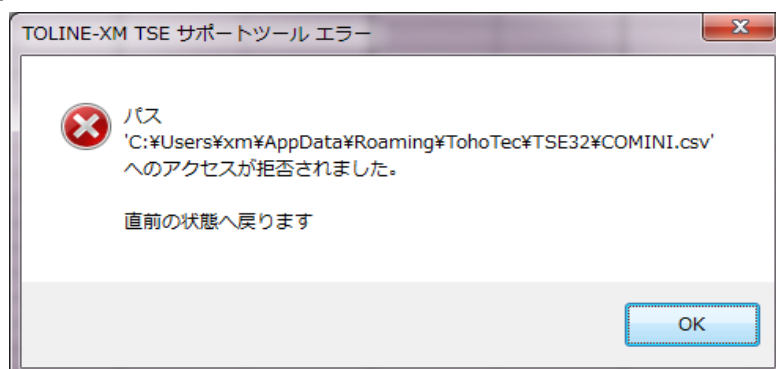 TOLINE-XM TSE サポートツール エラー
パス
'C:¥Users¥xm¥AppData¥Roaming¥TohoTec¥TSE32¥COMINI.csv'
へのアクセスが拒否されました。
直前の状態へ戻ります
OK